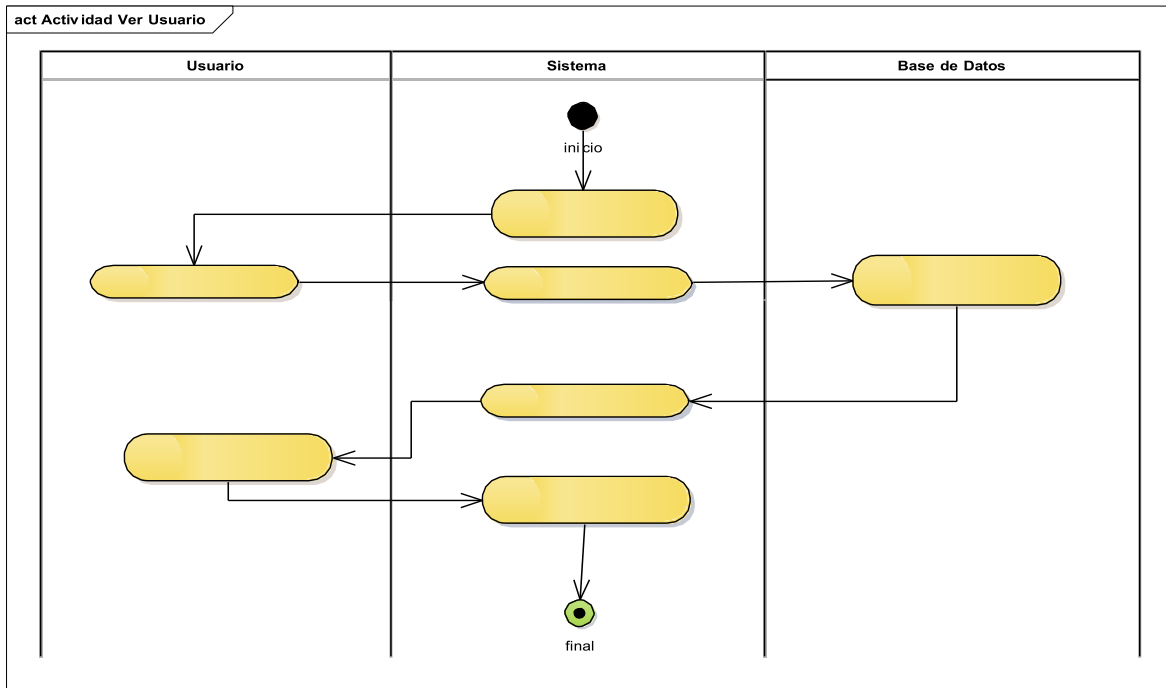 act Actividad Ver Usuario
Usuario
Sistema
Base de Datos
inicio
final